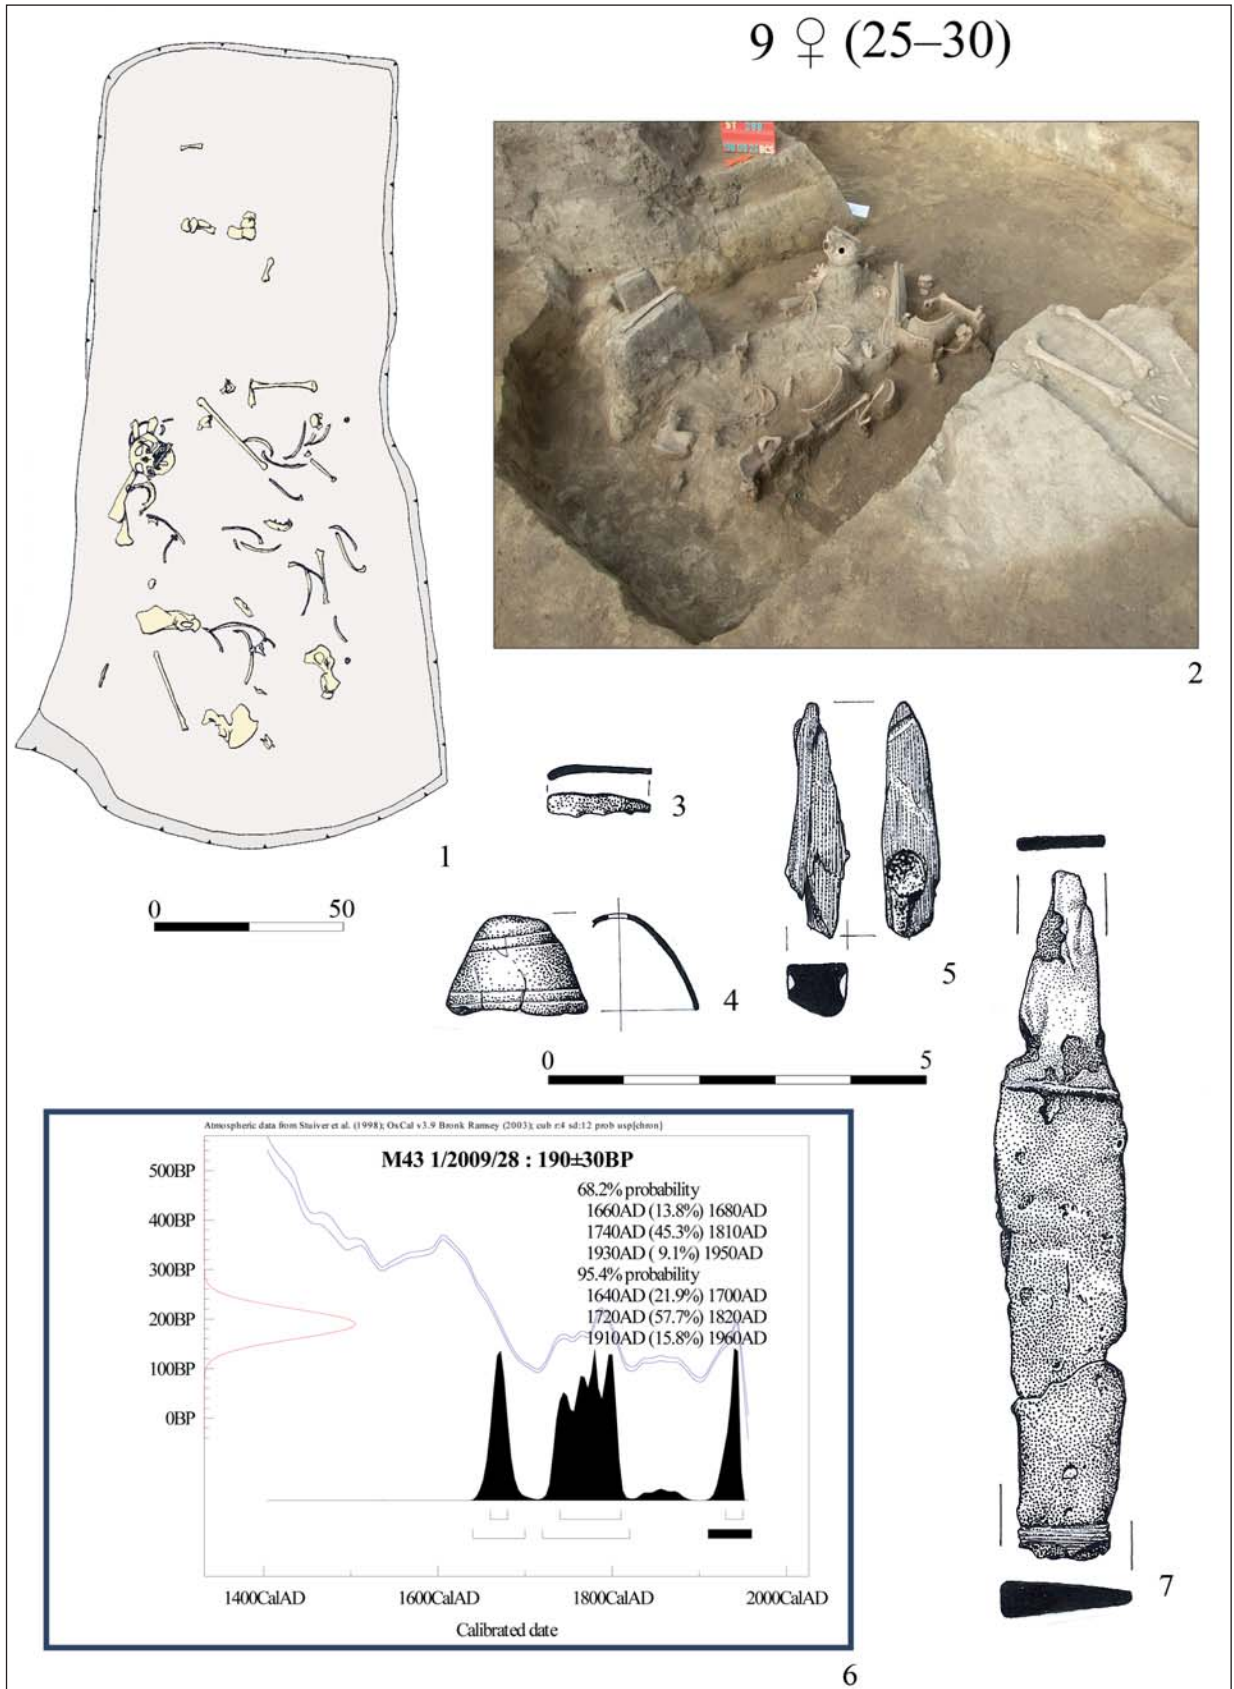 9 ♀ (25–30)
2
3
1
0 50
5
4
0 5
Atmospheric data from Stuiver et al. (1998); OxCal v3.9 Bronk Ramsey (2003); cub r:4 sd:12 prob usp[chron]
M43 1/2009/28 : 190±30BP
68.2% probability
1660AD (13.8%) 1680AD
1740AD (45.3%) 1810AD
1930AD ( 9.1%) 1950AD
95.4% probability
1640AD (21.9%) 1700AD
1720AD (57.7%) 1820AD
1910AD (15.8%) 1960AD
500BP
400BP
300BP
200BP
100BP
0BP
1400CalAD 1600CalAD 1800CalAD 2000CalAD
Calibrated date
7
6